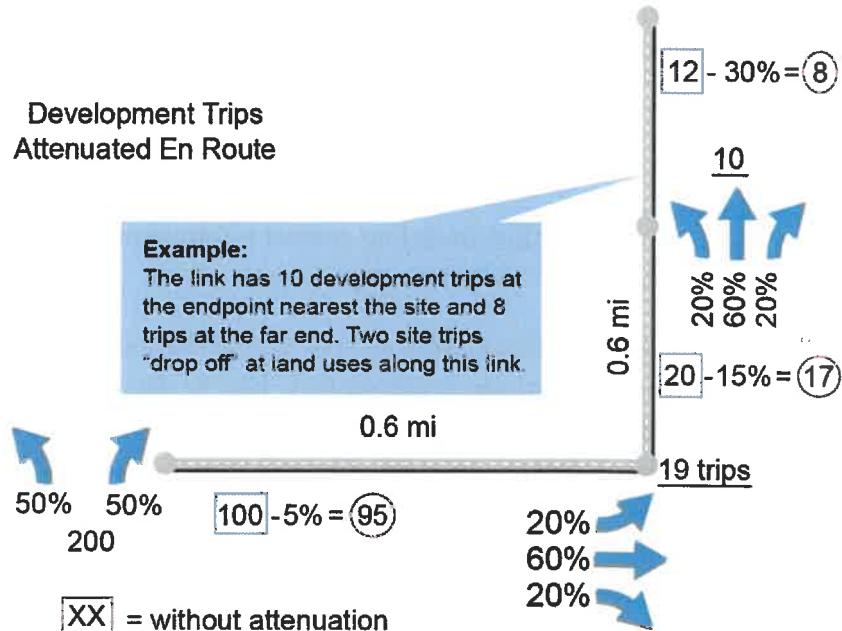 12 - 30% = 8
Development Trips
Attenuated En Route
10
Example:
The link has 10 development trips at
the endpoint nearest the site and 8
trips at the far end. Two site trips
"drop off" at land uses along this link.
20% 60% 20%
0.6 mi
20 -15% = 17
0.6 mi
19 trips
50% 50%
200
100 -5% = 95
20%
60%
20%
XX = without attenuation